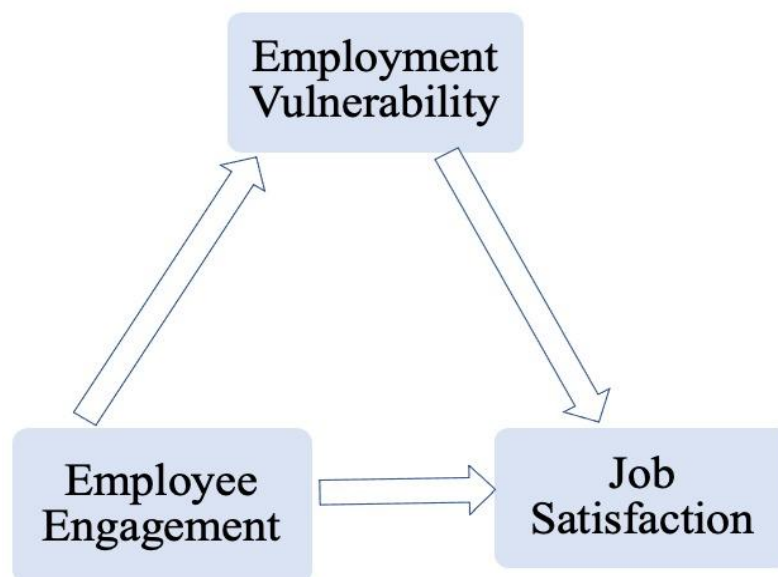 Employment
Vulnerability
Employee
Engagement
Job
Satisfaction